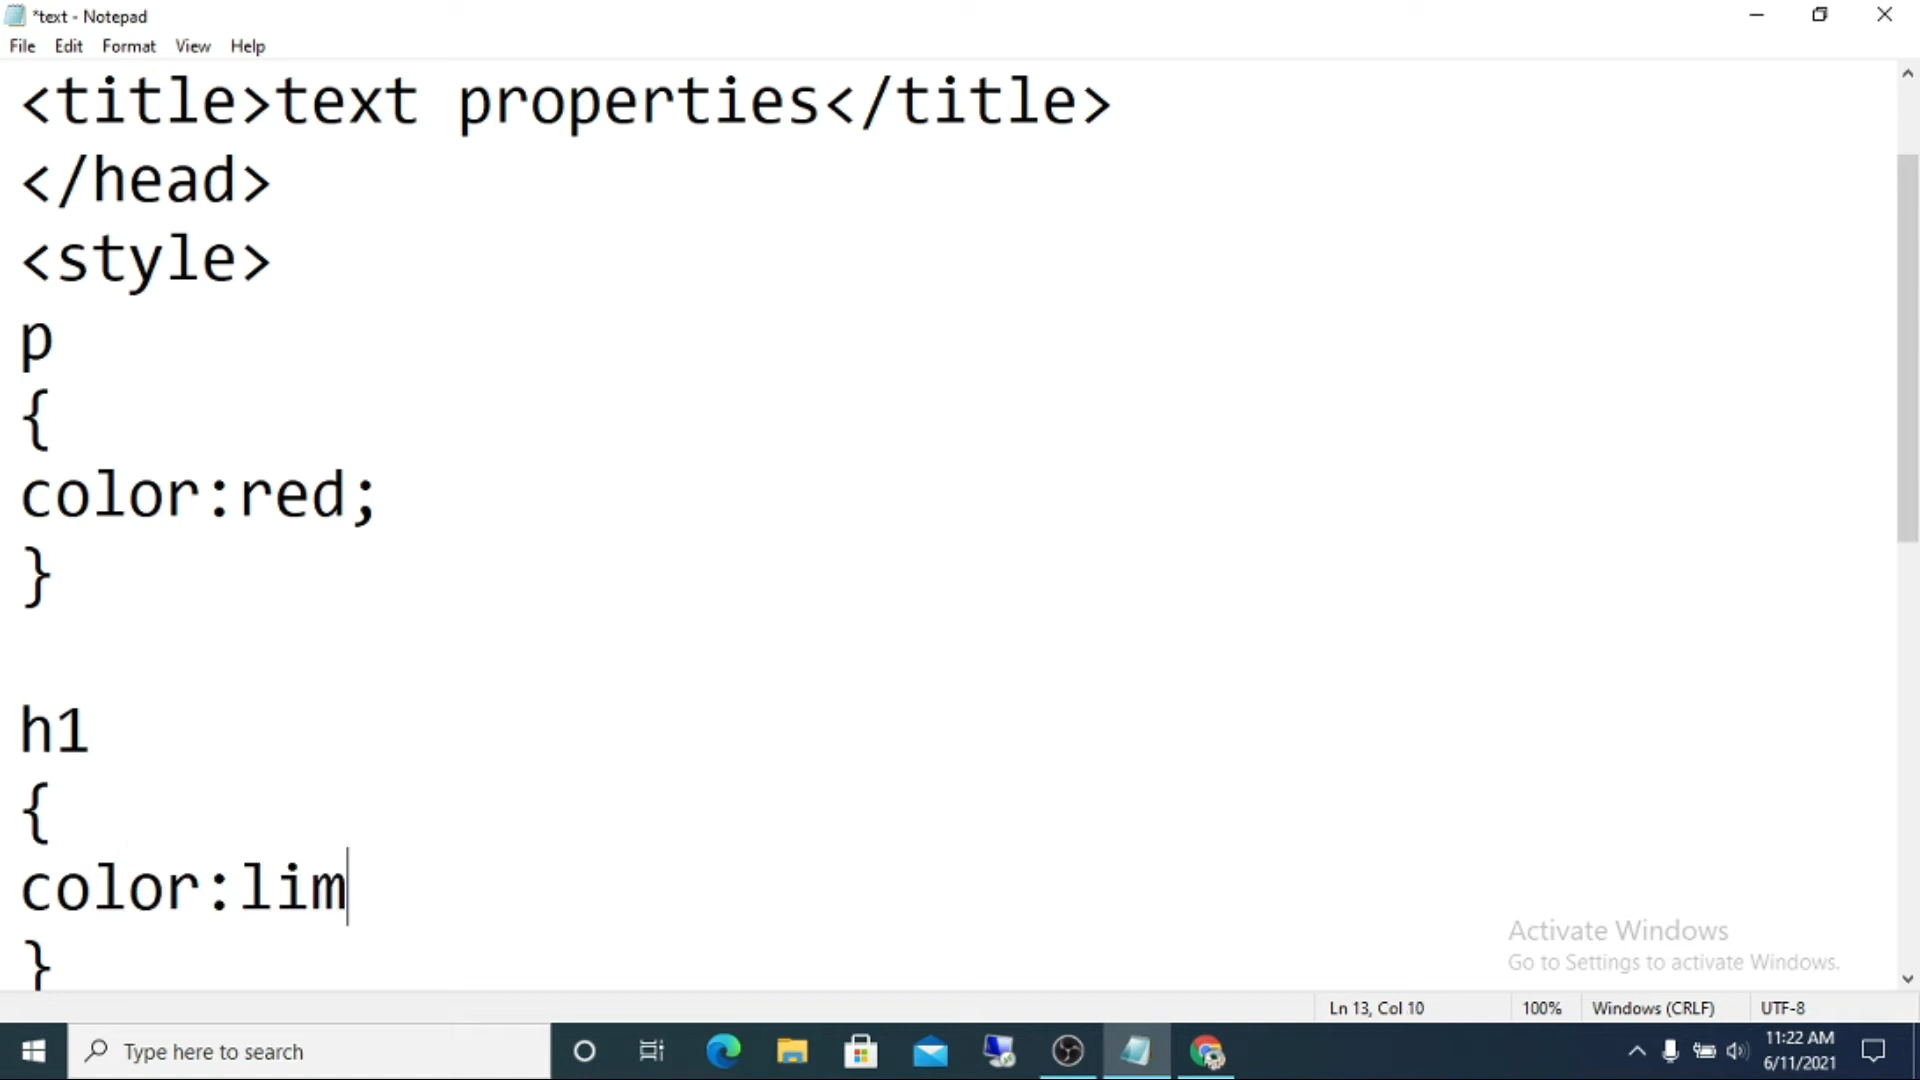 *text - Notepad
File Edit Format View Help
<title>text properties</title>
</head>
<style>
p
{
color:red;
}
h1
{
color:lim
}
Activate Windows
Go to Settings to activate Windows.
Ln 13, Col 10 100% Windows (CRLF) UTF-8
Type here to search
11:22 AM
6/11/2021